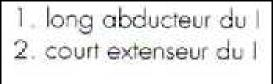 1. long abducteur du I
2. court extenseur du I